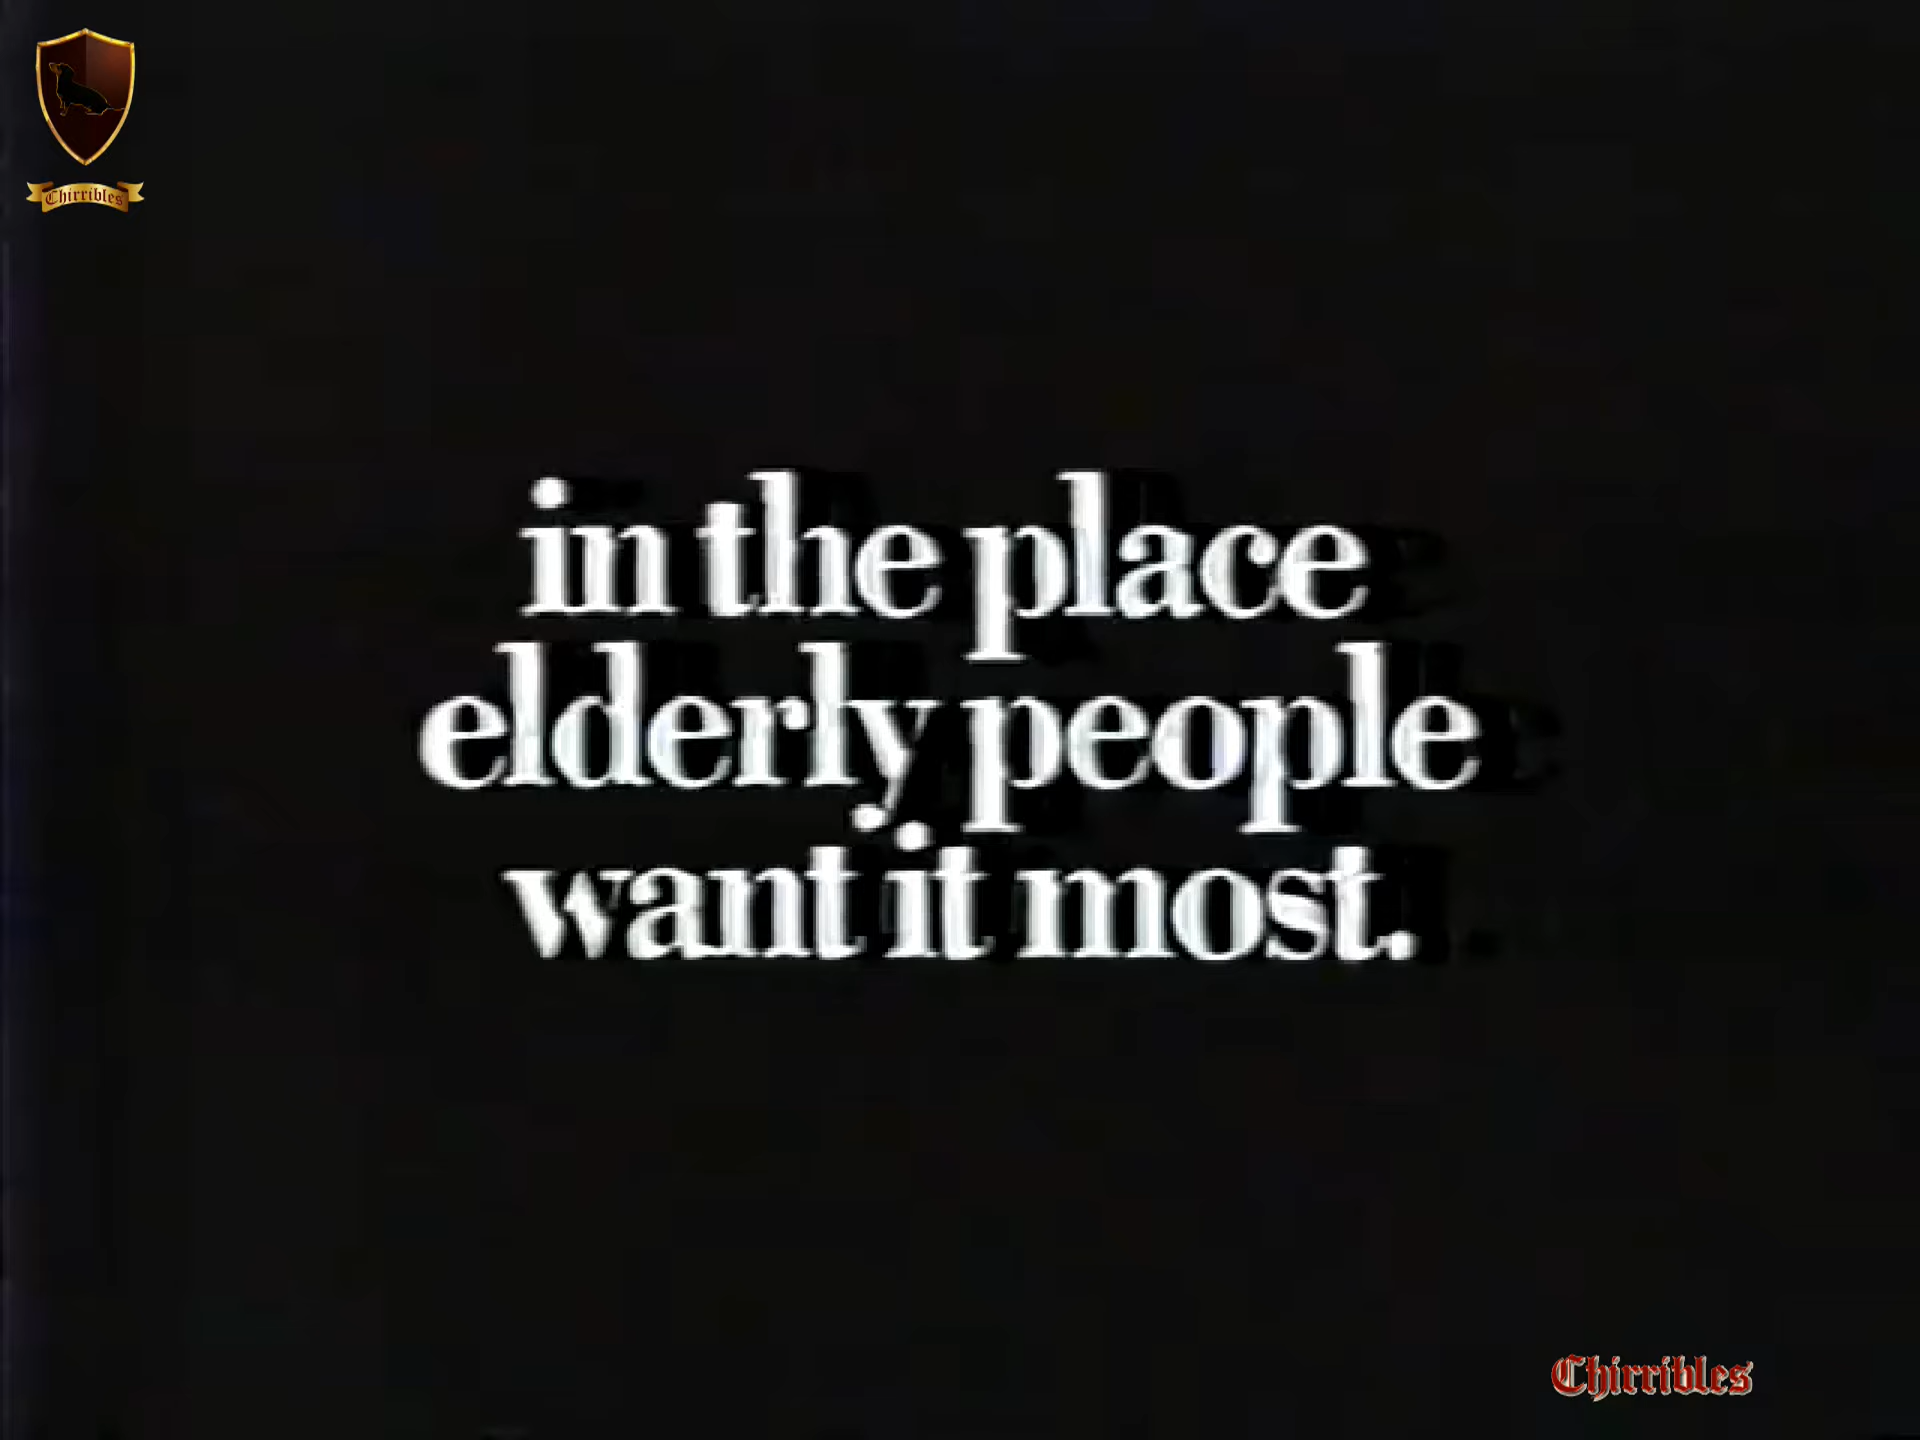 Chirribles
in the place
elderly people
want it most.
Chirribles